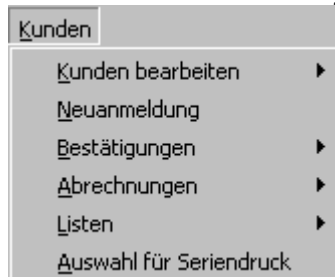 Kunden
Kunden bearbeiten
Neuanmeldung
Bestätigungen
Abrechnungen
Listen
Auswahl für Seriendruck